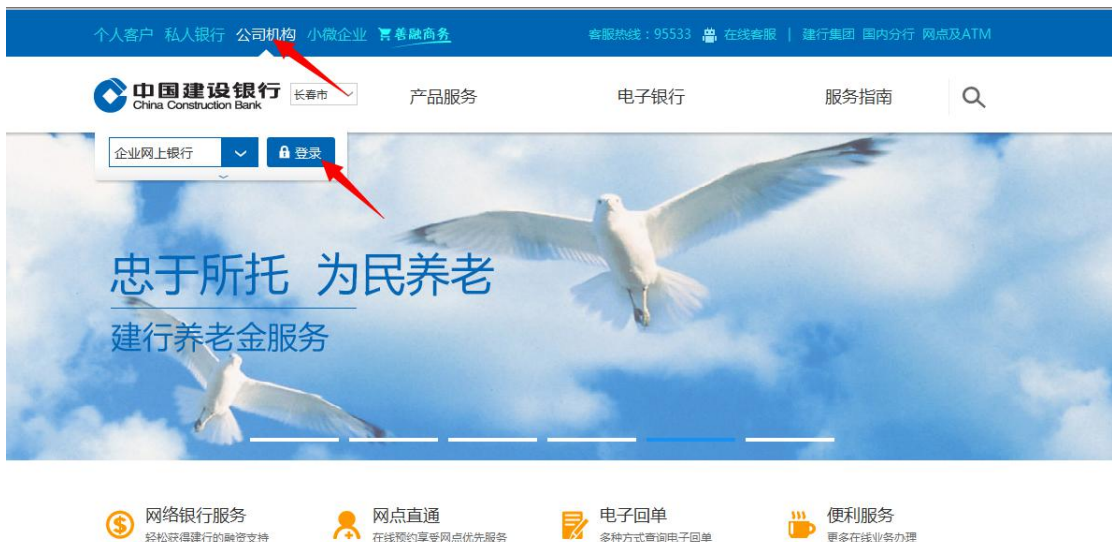 个人客户 私人银行 公司机构 小微企业 善融商务 客服热线：95533 在线客服 | 建行集团 国内分行 网点及ATM
中国建设银行 长春市 产品服务 电子银行 服务指南
China Construction Bank
企业网上银行 登录
忠于所托 为民养老
建行养老金服务
网络银行服务 网点直通 电子回单 便利服务
轻松获得建行的融资支持 在线预约享受网点优先服务 多种方式查询电子回单 更多在线业务办理